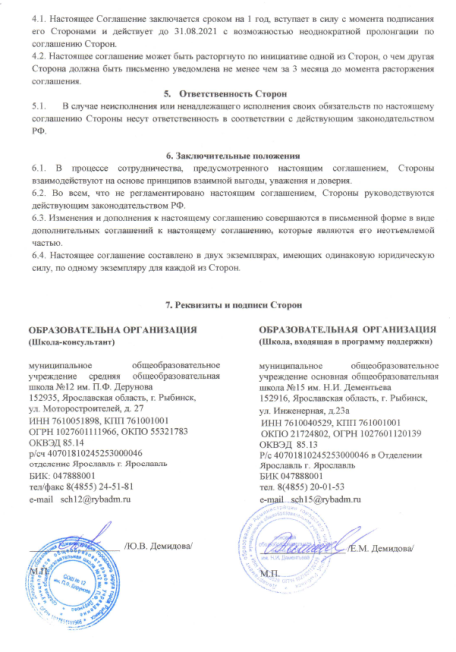 4.1. Настоящее Соглашение заключается сроком на 1 год, вступает в силу с момента подписания
его Сторонами и действует до 31.08.2021 с возможностью неоднократной пролонгации по
соглашению Сторон.
4.2. Настоящее соглашение может быть расторгнуто по инициативе одной из Сторон, о чем другая
Сторона должна быть письменно уведомлена не менее чем за 3 месяца до момента расторжения
соглашения.
5. Ответственность Сторон
5.1. В случае неисполнения или ненадлежащего исполнения своих обязательств по настоящему
соглашению Стороны несут ответственность в соответствии с действующим законодательством
РФ.
6. Заключительные положения
6.1. В процессе сотрудничества, предусмотренного настоящим соглашением, Стороны
взаимодействуют на основе принципов взаимной выгоды, уважения и доверия.
6.2. Во всем, что не регламентировано настоящим соглашением, Стороны руководствуются
действующим законодательством РФ.
6.3. Изменения и дополнения к настоящему соглашению совершаются в письменной форме в виде
дополнительных соглашений к настоящему соглашению, которые являются его неотъемлемой
частью.
6.4. Настоящее соглашение составлено в двух экземплярах, имеющих одинаковую юридическую
силу, по одному экземпляру для каждой из Сторон.
7. Реквизиты и подписи Сторон
ОБРАЗОВАТЕЛЬНА ОРГАНИЗАЦИЯ
(Школа-консультант)
муниципальное общеобразовательное
учреждение средняя общеобразовательная
школа №12 им. П.Ф. Дерунова
152935, Ярославская область, г. Рыбинск,
ул. Моторостроителей, д. 27
ИНН 7610051898, КПП 761001001
ОГРН 1027601111966, ОКПО 55321783
ОКВЭД 85.14
р/сч 40701810245253000046
отделение Ярославль г. Ярославль
БИК: 047888001
тел/факс 8(4855) 24-51-81
e-mail sch12@rybadm.ru
/Ю.В. Демидова/
М.П.
ОБРАЗОВАТЕЛЬНАЯ ОРГАНИЗАЦИЯ
(Школа, входящая в программу поддержки)
муниципальное общеобразовательное
учреждение основная общеобразовательная
школа №15 им. Н.И. Дементьева
152916, Ярославская область, г. Рыбинск,
ул. Инженерная, д.23а
ИНН 7610040529, КПП 761001001
ОКПО 21724802, ОГРН 1027601120139
ОКВЭД 85.13
Р/с 40701810245253000046 в Отделении
Ярославль г. Ярославль
БИК 047888001
тел. 8(4855) 20-01-53
e-mail sch15@rybadm.ru
/Е.М. Демидова/
М.П.